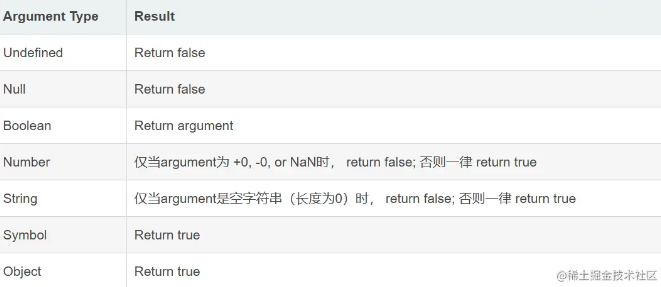 Argument Type Result
Undefined Return false
Null Return false
Boolean Return argument
Number 仅当argument为 +0, -0, or NaN时， return false; 否则一律 return true
String 仅当argument是空字符串（长度为0）时， return false; 否则一律 return true
Symbol Return true
Object Return true
@稀土掘金技术社区